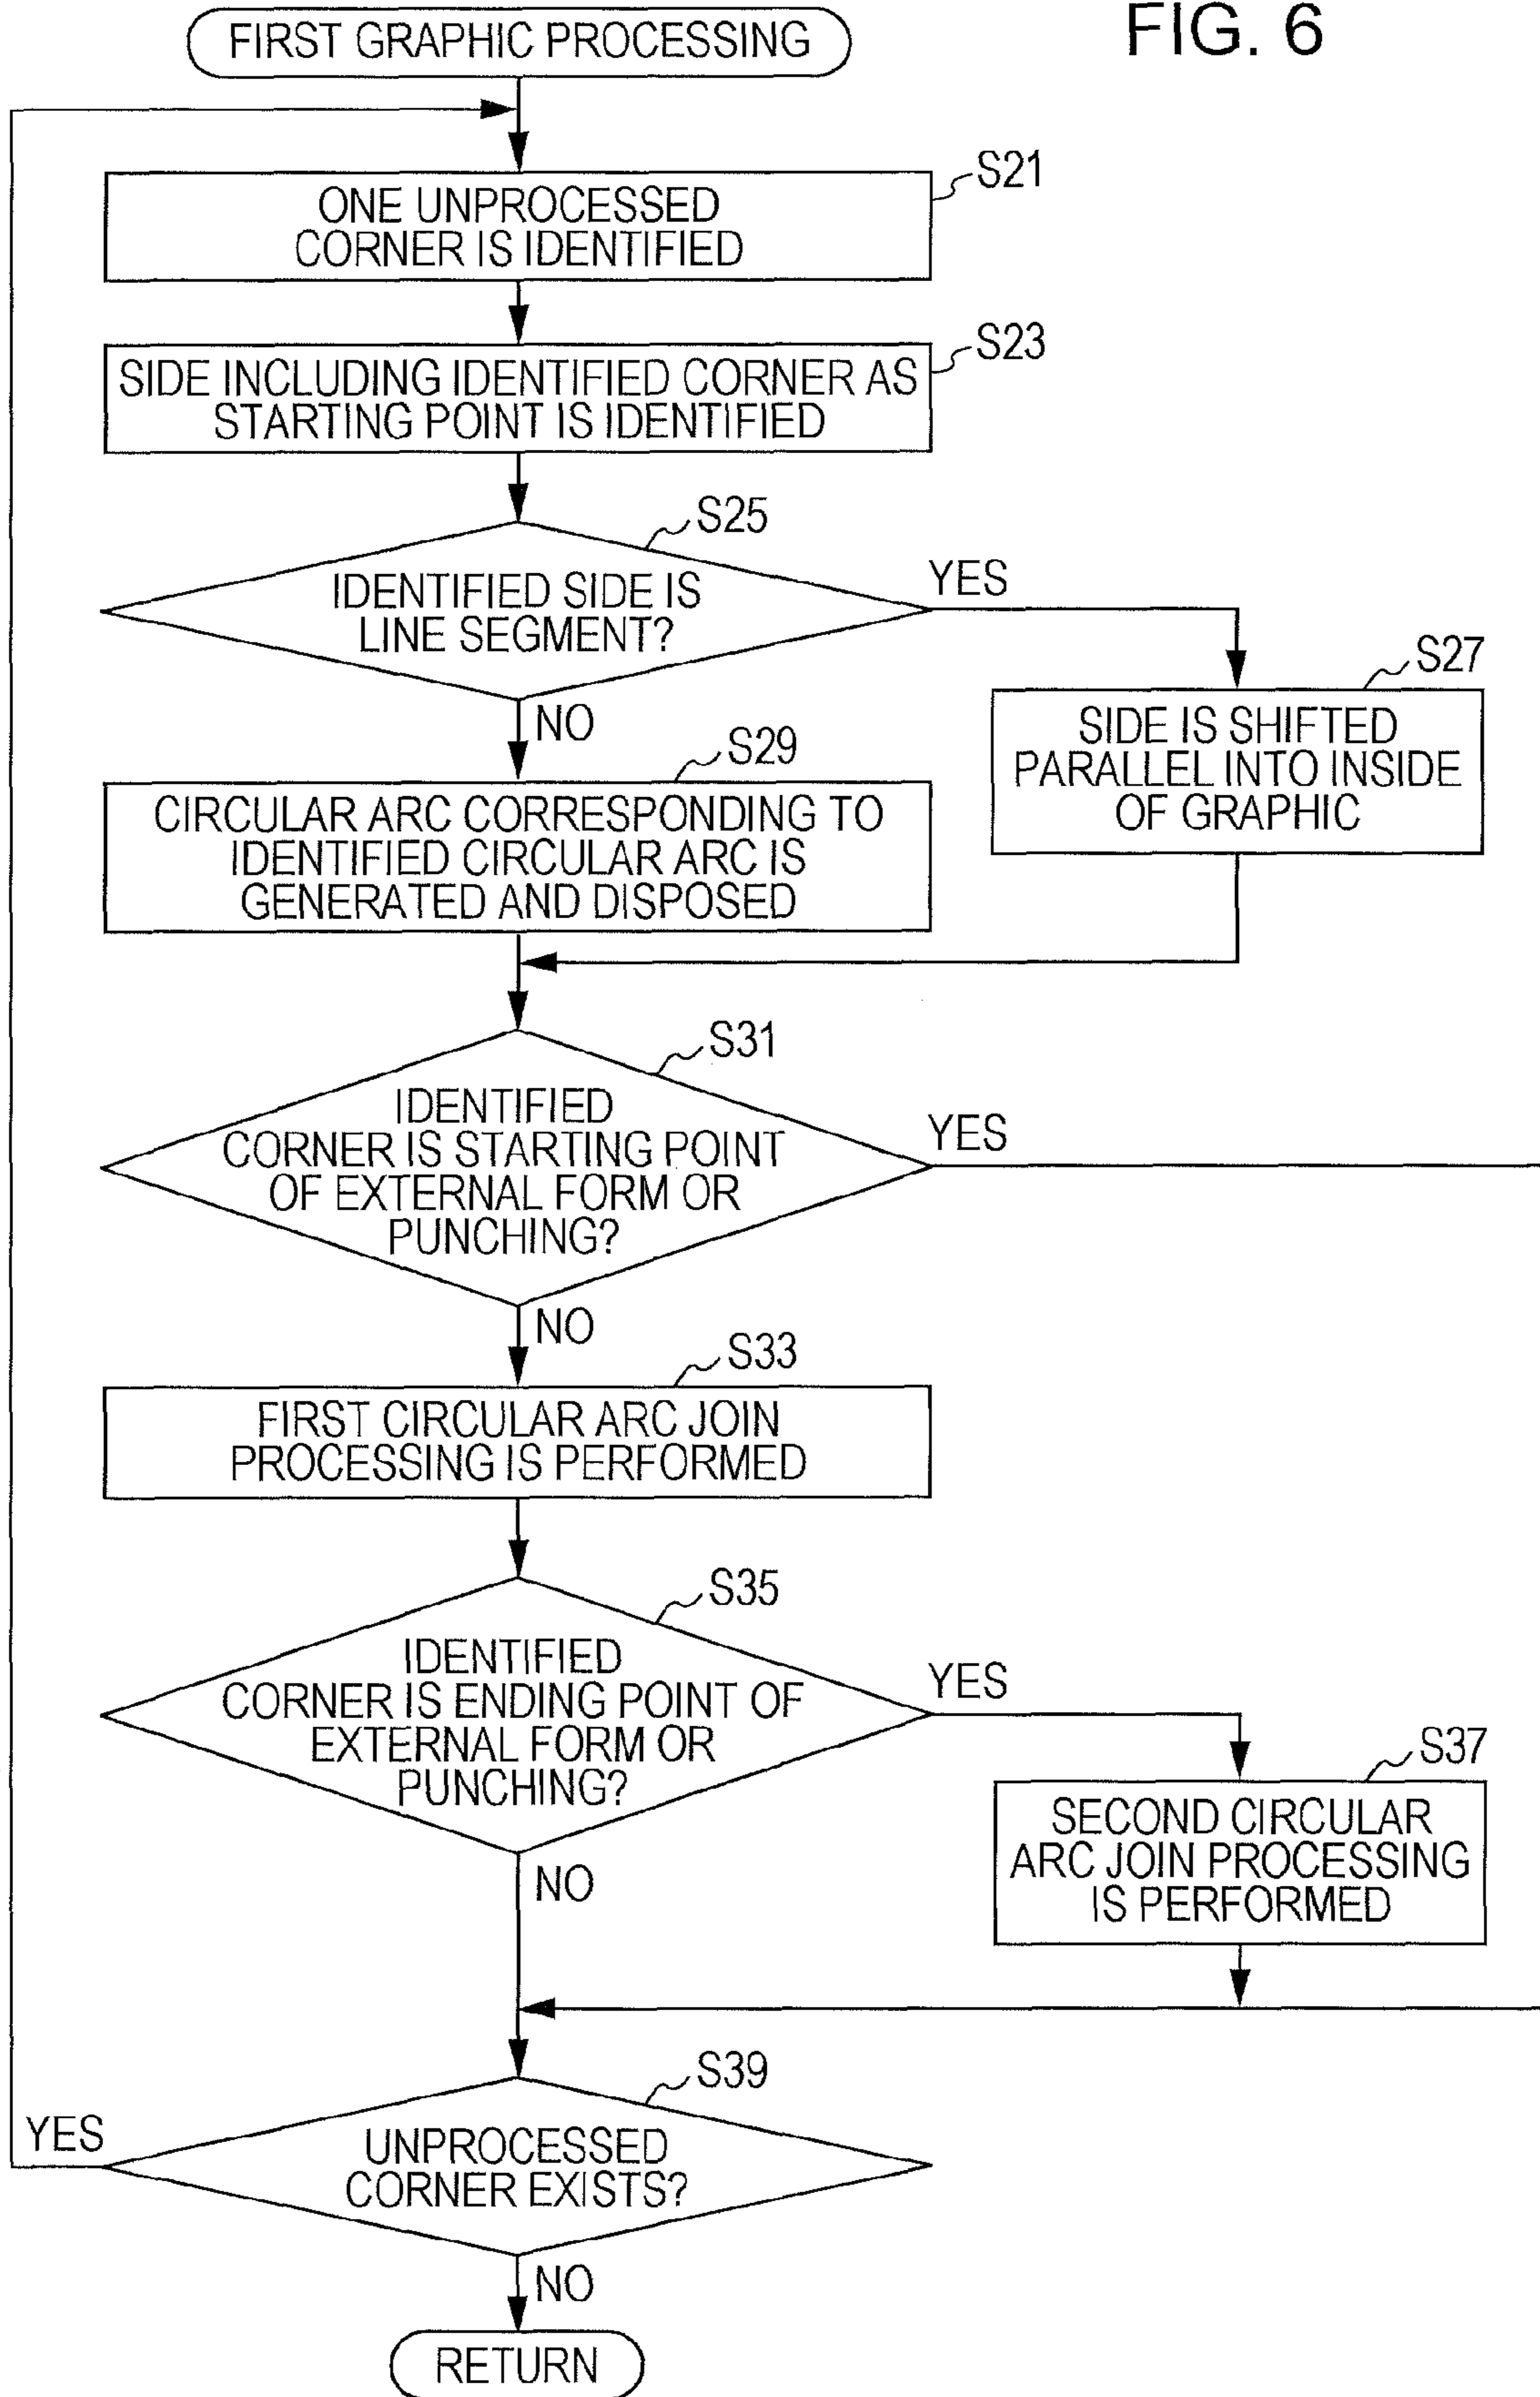 FIG. 6
FIRST GRAPHIC PROCESSING
S21
ONE UNPROCESSED
CORNER IS IDENTIFIED
S23
SIDE INCLUDING IDENTIFIED CORNER AS
STARTING POINT IS IDENTIFIED
S25
IDENTIFIED SIDE IS
LINE SEGMENT?
YES
NO
S27
SIDE IS SHIFTED
PARALLEL INTO INSIDE
OF GRAPHIC
S29
CIRCULAR ARC CORRESPONDING TO
IDENTIFIED CIRCULAR ARC IS
GENERATED AND DISPOSED
S31
IDENTIFIED
CORNER IS STARTING POINT
OF EXTERNAL FORM OR
PUNCHING?
YES
NO
S33
FIRST CIRCULAR ARC JOIN
PROCESSING IS PERFORMED
S35
IDENTIFIED
CORNER IS ENDING POINT OF
EXTERNAL FORM OR
PUNCHING?
YES
NO
S37
SECOND CIRCULAR
ARC JOIN PROCESSING
IS PERFORMED
S39
UNPROCESSED
CORNER EXISTS?
YES
NO
RETURN